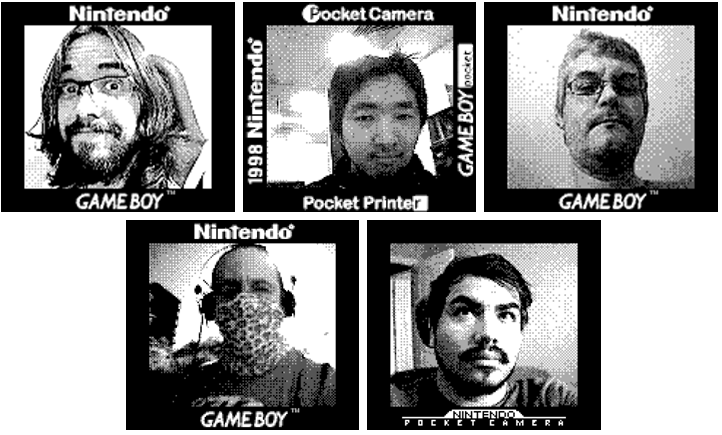 Nintendo
GAME BOY™
Pocket Camera
1998 Nintendo
GAME BOY pocket
Pocket Printer
Nintendo
GAME BOY™
Nintendo
GAME BOY™
NINTENDO
POCKET CAMERA